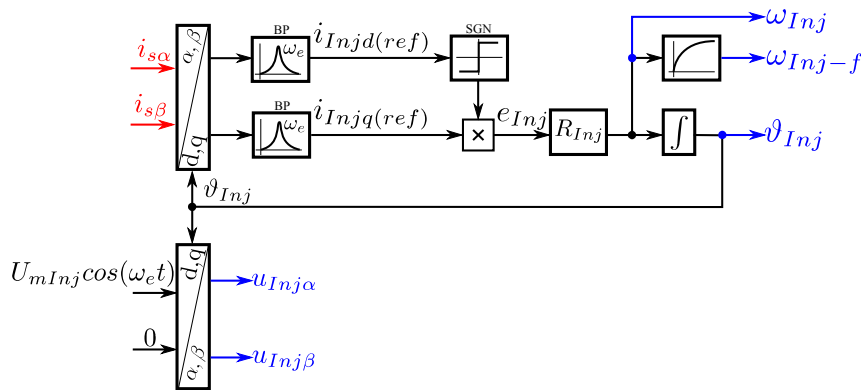 BP
SGN
ω_Inj
i_sα
α,β
ω_e
i_Injd(ref)
ω_Inj−f
i_sβ
BP
ω_e
i_Injq(ref)
×
e_Inj
R_Inj
∫
ϑ_Inj
d,q
ϑ_Inj
U_mInj cos(ω_e t)
d,q
u_Injα
0
α,β
u_Injβ